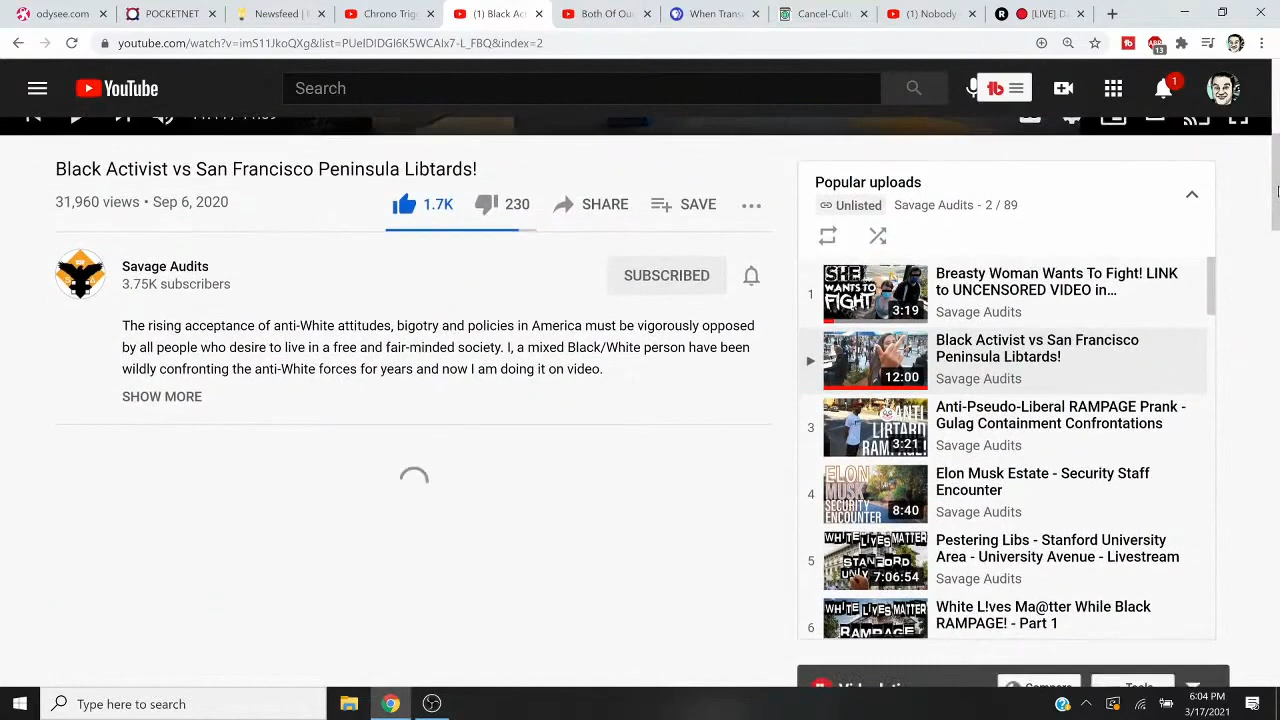 odysee.com
POCKETNET
Newsfeed
Chrono Trig
(1) Black Ac
Both Of Ou
When Trans
Cancel-Cult
(1) Nobody
[LIVE] D
youtube.com/watch?v=imS11JkoQXg&list=PUeIDIDGI6K5WCAIx7.L_FBQ&index=2
13
YouTube
Search
tb
1
Black Activist vs San Francisco Peninsula Libtards!
31,960 views • Sep 6, 2020
1.7K
230
SHARE
SAVE
Savage Audits
3.75K subscribers
SUBSCRIBED
The rising acceptance of anti-White attitudes, bigotry and policies in America must be vigorously opposed
by all people who desire to live in a free and fair-minded society. I, a mixed Black/White person have been
wildly confronting the anti-White forces for years and now I am doing it on video.
SHOW MORE
Popular uploads
Unlisted
Savage Audits - 2 / 89
1
SHE
WANTS TO
FIGHT
3:19
Breasty Woman Wants To Fight! LINK
to UNCENSORED VIDEO in...
Savage Audits
12:00
Black Activist vs San Francisco
Peninsula Libtards!
Savage Audits
3
ANTI
LIBTARD
RAMPAGE
3:21
Anti-Pseudo-Liberal RAMPAGE Prank -
Gulag Containment Confrontations
Savage Audits
4
ELON
MUSK
SECURITY
ENCOUNTER
8:40
Elon Musk Estate - Security Staff
Encounter
Savage Audits
5
WHITE LIVES MATTER
STANFORD
7:06:54
Pestering Libs - Stanford University
Area - University Avenue - Livestream
Savage Audits
6
WHITE LIVES MATTER
RAMPAGE!
White L!ves Ma@tter While Black
RAMPAGE! - Part 1
Type here to search
6:04 PM
3/17/2021